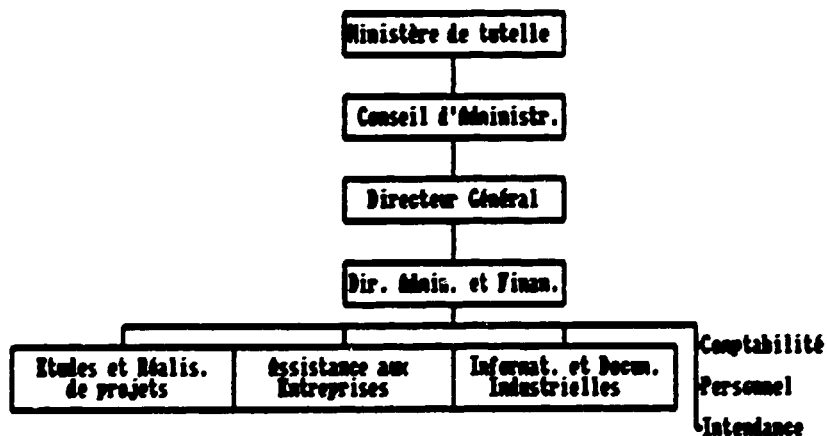 Ministère de tutelle
Conseil d'Administr.
Directeur Général
Dir. Admin. et Finan.
Etudes et Réalis.
de projets
Assistance aux
Entreprises
Informat. et Docum.
Industrielles
Comptabilité
Personnel
Intendance